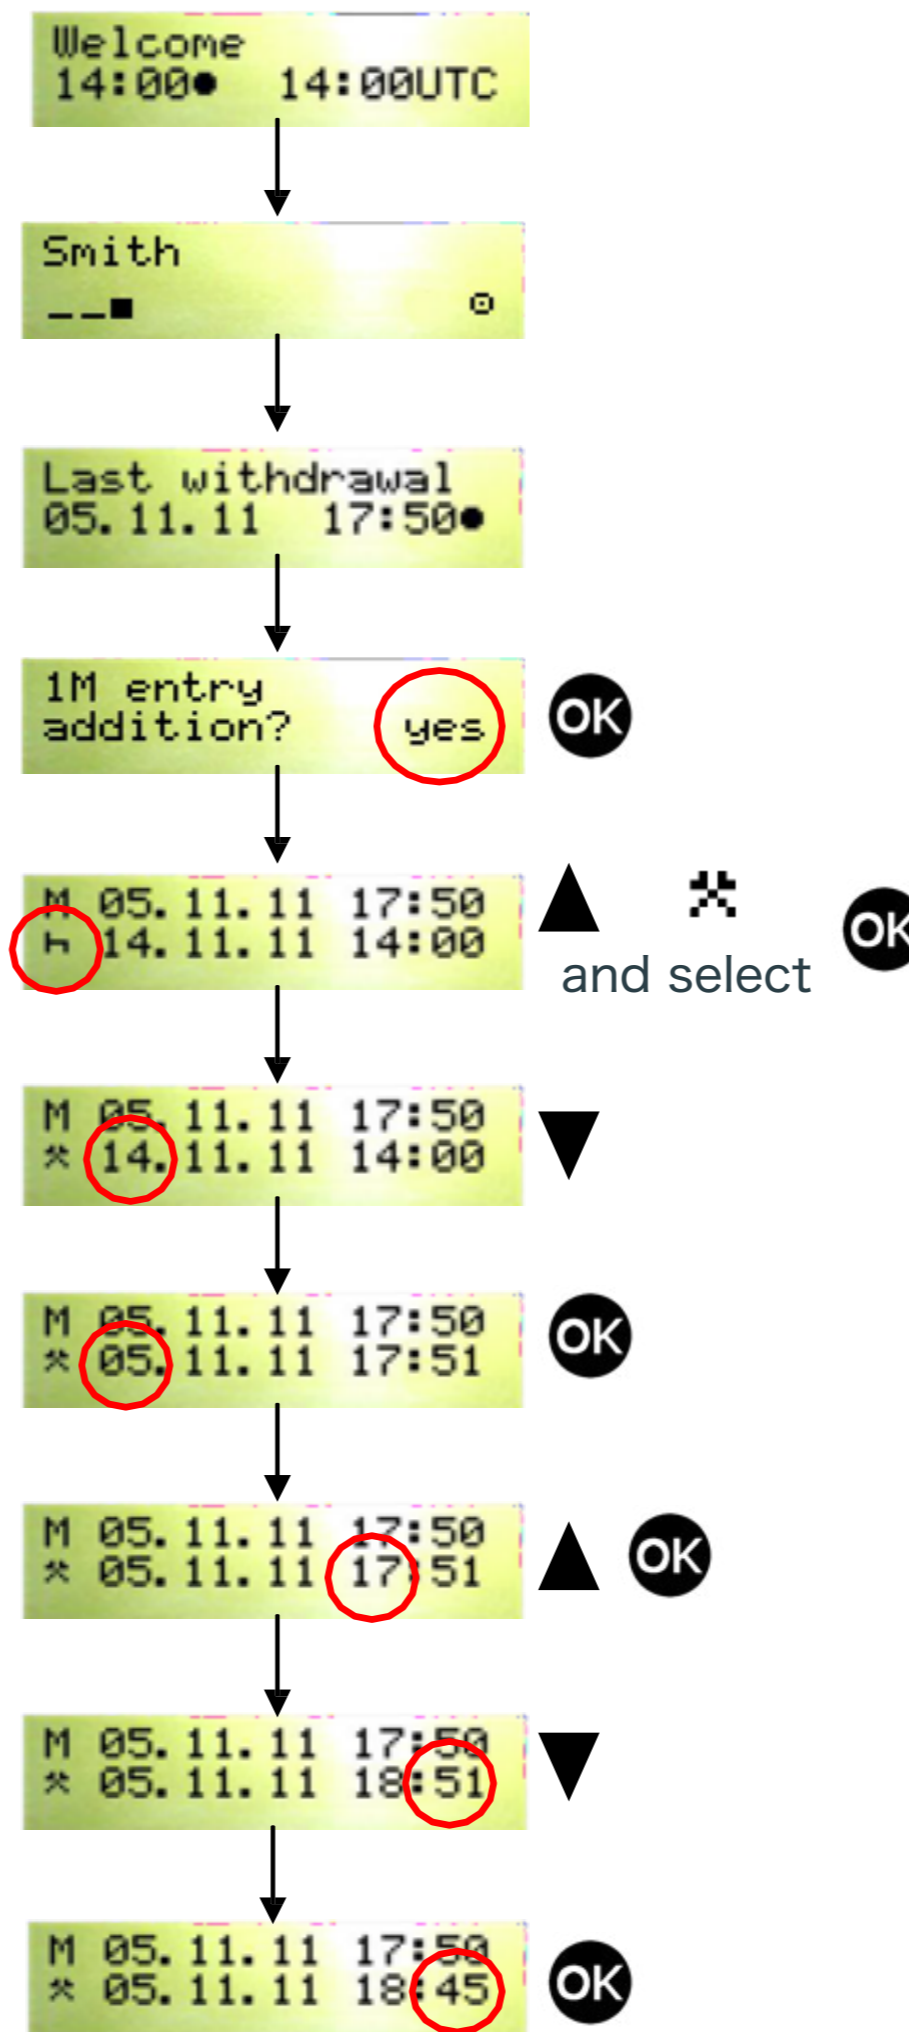 Welcome
14:00● 14:00UTC
Smith
__■
Last withdrawal
05.11.11 17:50●
1M entry
addition? yes
OK
M 05.11.11 17:50
14.11.11 14:00
and select
OK
M 05.11.11 17:50
14.11.11 14:00
M 05.11.11 17:50
05.11.11 17:51
OK
M 05.11.11 17:50
05.11.11 17:51
OK
M 05.11.11 17:50
05.11.11 18:51
M 05.11.11 17:50
05.11.11 18:45
OK